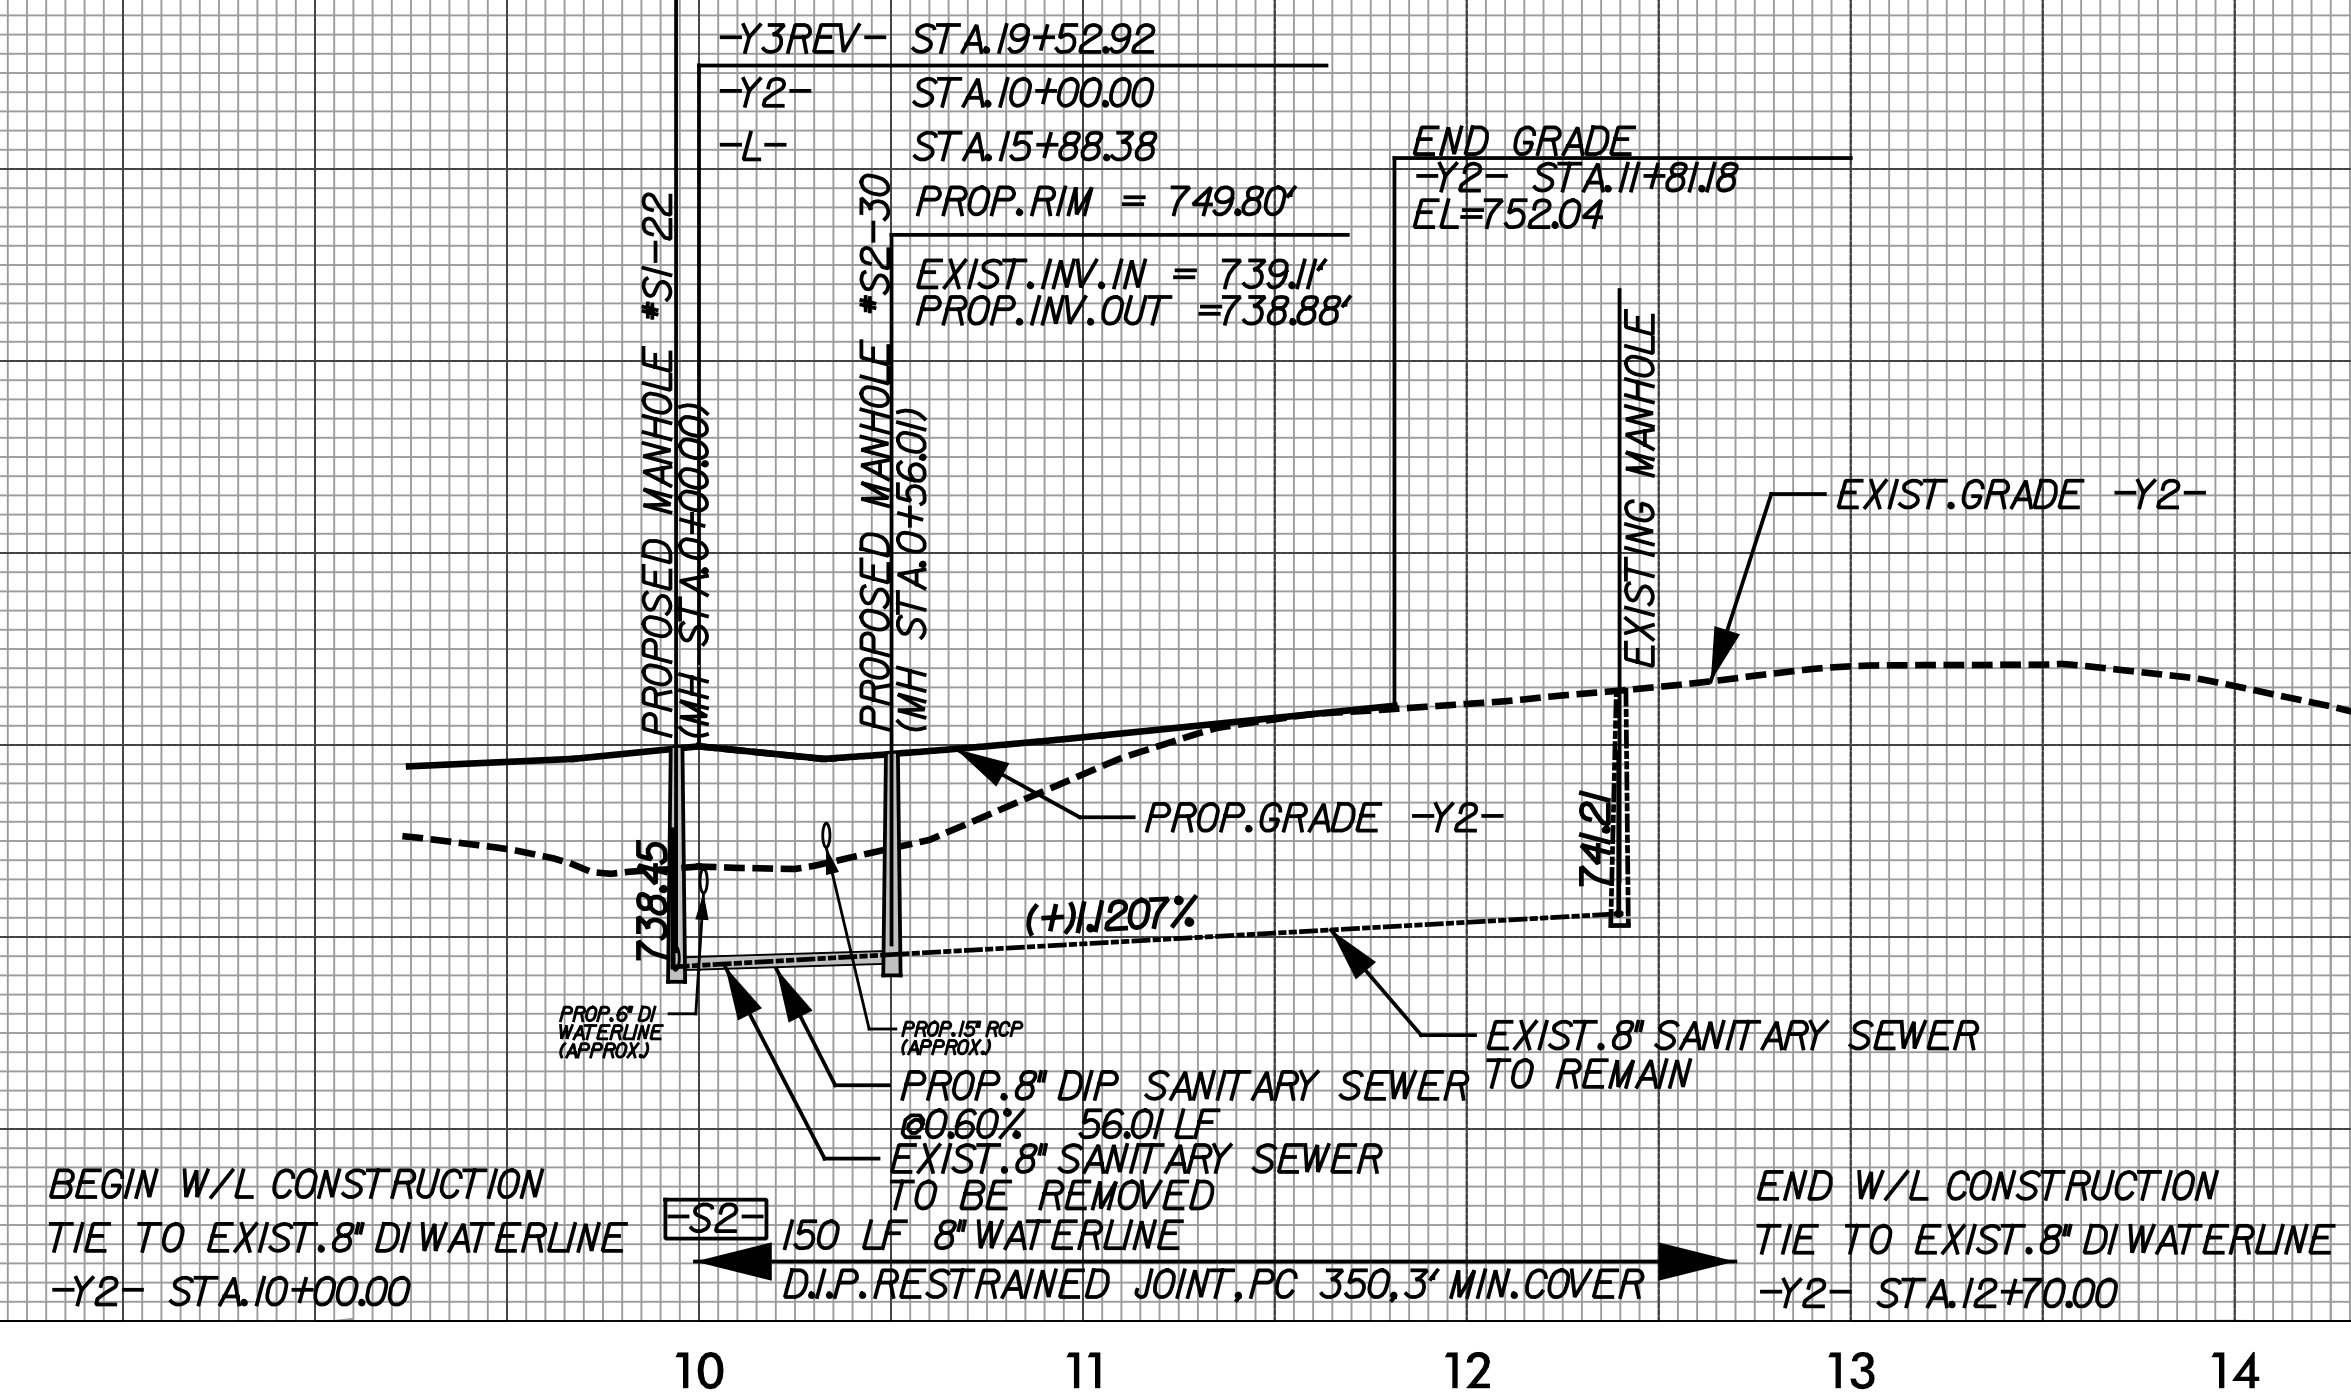 -Y3REV- STA.19+52.92
-Y2- STA.10+00.00
-L- STA.15+88.38
END GRADE
-Y2- STA.11+81.18
EL=752.04
PROP.RIM = 749.80'
EXIST.INV.IN = 739.11'
PROP.INV.OUT =738.88'
PROPOSED MANHOLE #S1-22
(MH STA.0+00.00)
PROPOSED MANHOLE #S2-30
(MH STA.0+56.01)
EXISTING MANHOLE
EXIST.GRADE -Y2-
PROP.GRADE -Y2-
738.45
741.21
(+)1.1207%
PROP.6" DI
WATERLINE
(APPROX.)
PROP.15" RCP
(APPROX.)
EXIST.8" SANITARY SEWER
TO REMAIN
PROP.8" DIP SANITARY SEWER
@0.60% 56.01 LF
EXIST.8" SANITARY SEWER
TO BE REMOVED
BEGIN W/L CONSTRUCTION
TIE TO EXIST.8" DI WATERLINE
-Y2- STA.10+00.00
-S2-
150 LF 8" WATERLINE
D.I.P.RESTRAINED JOINT,PC 350,3' MIN.COVER
END W/L CONSTRUCTION
TIE TO EXIST.8" DI WATERLINE
-Y2- STA.12+70.00
10 11 12 13 14